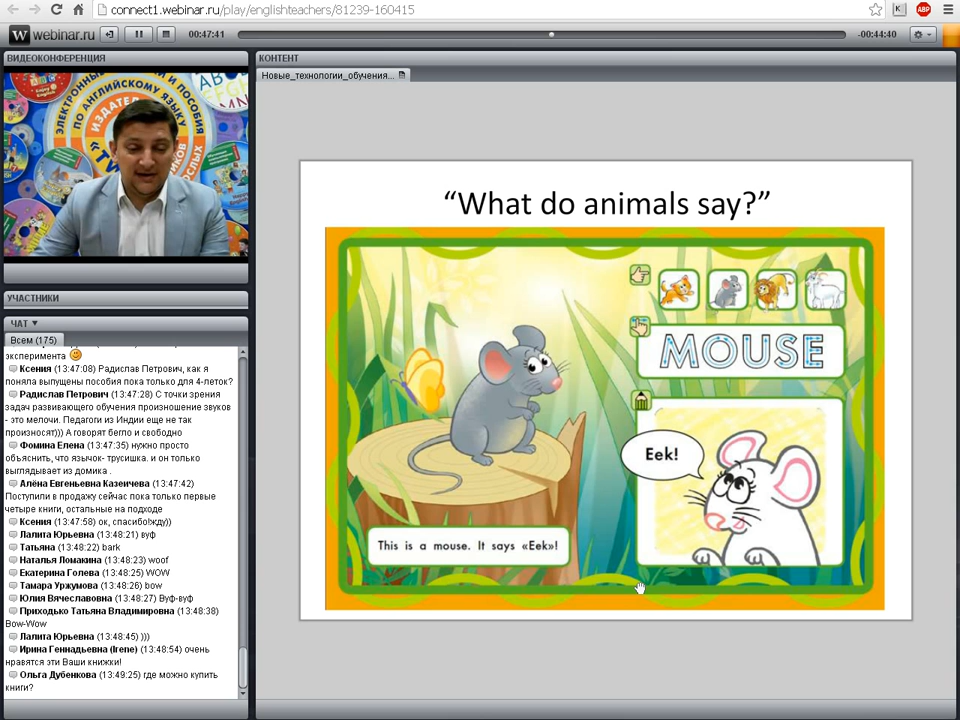 connect1.webinar.ru/play/englishteachers/81239-160415
K
ABP
W webinar.ru
00:47:41
-00:44:40
ВИДЕОКОНФЕРЕНЦИЯ
ЭЛЕКТРОННЫЕ
ПО АНГЛИЙСКОМУ ЯЗЫКУ
УЧАСТНИКИ
ЧАТ
Всем (175)
эксперимента
Ксения (13:47:08) Радислав Петрович, как я
поняла выпущены пособия пока только для 4-леток?
Радислав Петрович (13:47:28) С точки зрения
задач развивающего обучения произношение звуков
- это мелочи. Педагоги из Индии еще не так
произносят))) А говорят бегло и свободно
Фомина Елена (13:47:35) нужно просто
объяснить, что язычок- трусишка. и он только
выглядывает из домика .
Алёна Евгеньевна Казеичева (13:47:42)
Поступили в продажу сейчас пока только первые
четыре книги, остальные на подходе
Ксения (13:47:58) ок, спасибо!жду))
Лалита Юрьевна (13:48:21) вуф
Татьяна (13:48:22) bark
Наталья Ломакина (13:48:23) woof
Екатерина Голева (13:48:25) WOW
Тамара Уржумова (13:48:26) bow
Юлия Вячеславовна (13:48:27) Вуф-вуф
Приходько Татьяна Владимировна (13:48:38)
Bow-Wow
Лалита Юрьевна (13:48:45) )))
Ирина Геннадьевна (Irene) (13:48:54) очень
нравятся эти Ваши книжки!
Ольга Дубенкова (13:49:25) где можно купить
книги?
КОНТЕНТ
Новые_технологии_обучения...
“What do animals say?”
MOUSE
Eek!
This is a mouse. It says «Eek»!